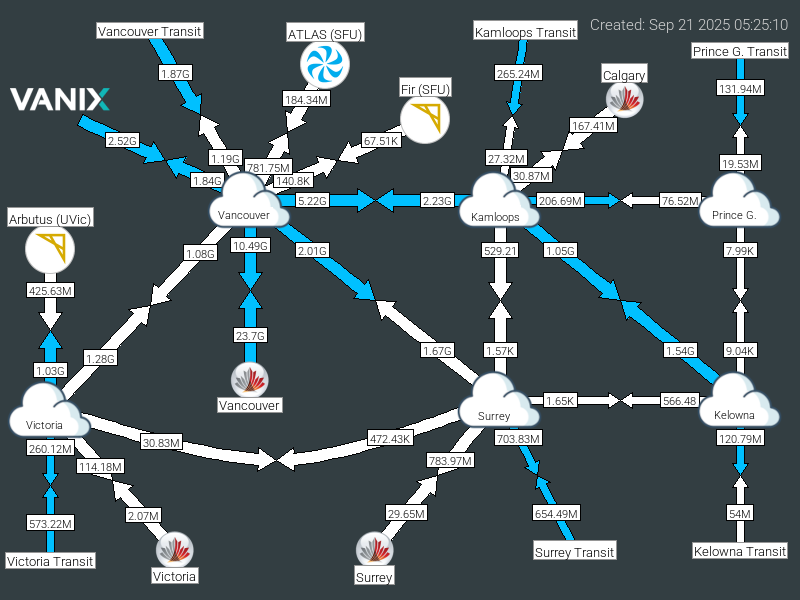 Created: Sep 21 2025 05:25:10
Vancouver Transit
ATLAS (SFU)
Kamloops Transit
Prince G. Transit
1.87G
265.24M
Calgary
131.94M
Fir (SFU)
VANIX
184.34M
167.41M
2.52G
67.51K
1.19G
781.75M
27.32M
19.53M
1.84G
140.8K
30.87M
5.22G
2.23G
206.69M
76.52M
Arbutus (UVic)
Vancouver
Kamloops
Prince G.
1.08G
10.49G
2.01G
529.21
1.05G
7.99K
425.63M
23.7G
1.28G
1.67G
1.57K
1.54G
9.04K
1.03G
Vancouver
1.65K
566.48
Victoria
Surrey
Kelowna
260.12M
30.83M
472.43K
703.83M
120.79M
114.18M
783.97M
573.22M
2.07M
29.65M
654.49M
54M
Victoria Transit
Victoria
Surrey
Surrey Transit
Kelowna Transit